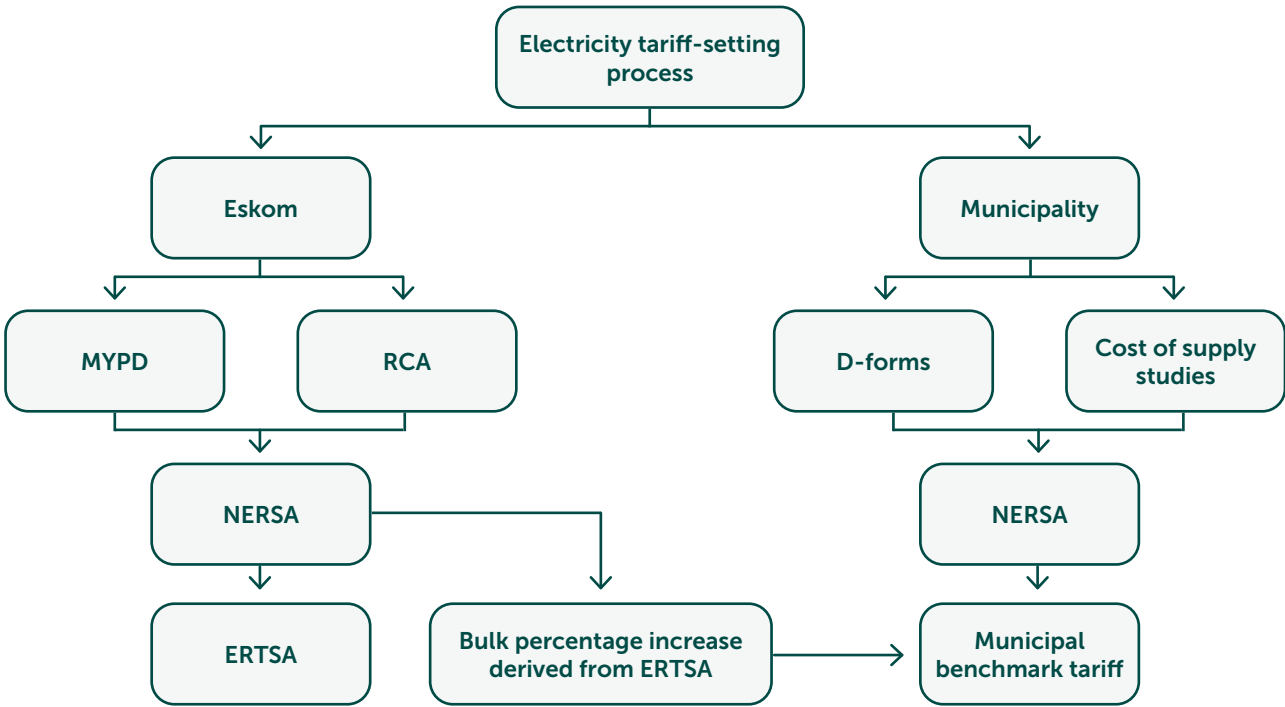 Electricity tariff-setting
process
Eskom
Municipality
MYPD
RCA
D-forms
Cost of supply
studies
NERSA
NERSA
ERTSA
Bulk percentage increase
derived from ERTSA
Municipal
benchmark tariff